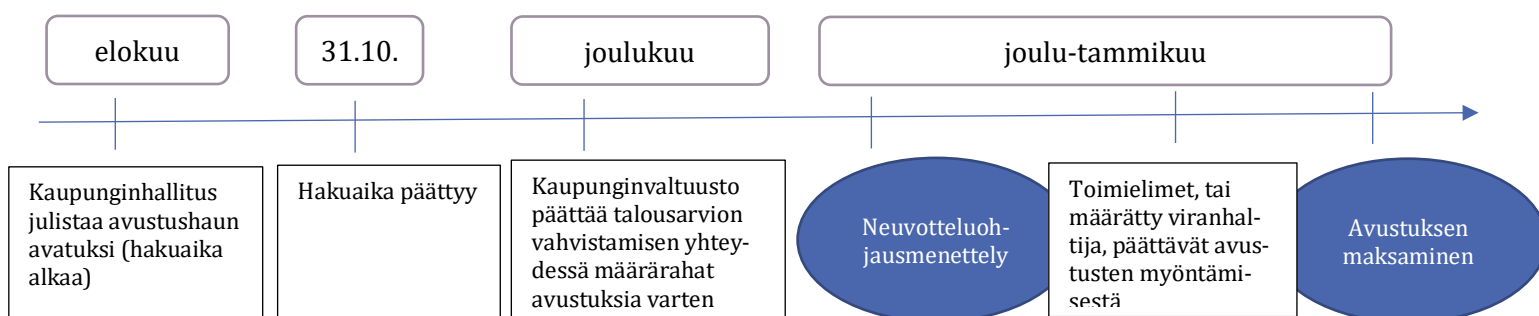 elokuu
31.10.
joulukuu
joulu-tammikuu
Kaupunginhallitus
julistaa avustushaun
avatuksi (hakuaika
alkaa)
Hakuaika päättyy
Kaupunginvaltuusto
päättää talousarvion
vahvistamisen yhtey-
dessä määrärahat
avustuksia varten
Neuvotteluoh-
jausmenettely
Toimielimet, tai
määrätty viranhal-
tija, päättävät avus-
tusten myöntämi-
sestä
Avustuksen
maksaminen